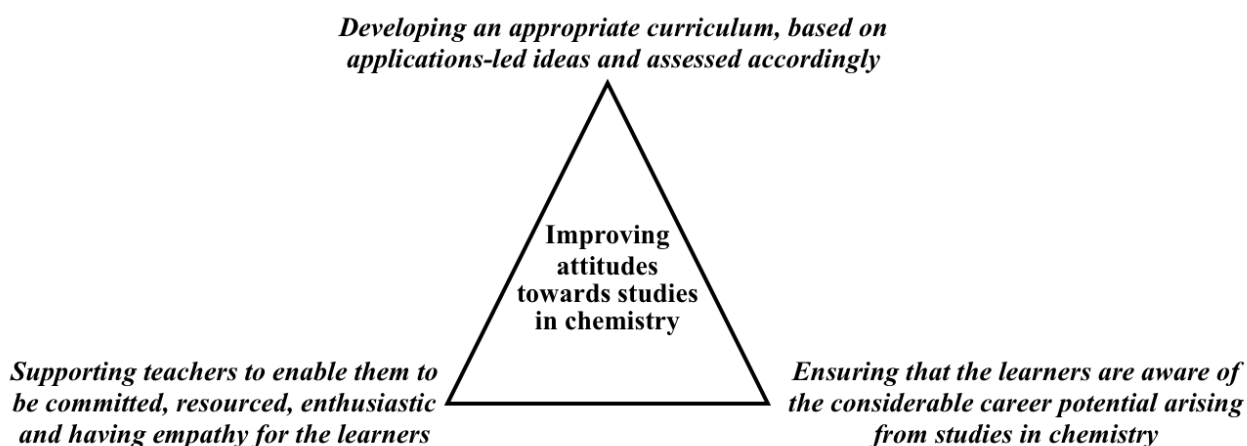 Developing an appropriate curriculum, based on
applications-led ideas and assessed accordingly
Improving
attitudes
towards studies
in chemistry
Supporting teachers to enable them to
be committed, resourced, enthusiastic
and having empathy for the learners
Ensuring that the learners are aware of
the considerable career potential arising
from studies in chemistry